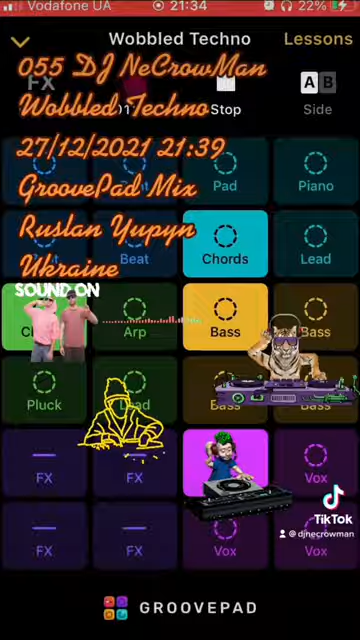 Vodafone UA 21:34 22%
Wobbled Techno Lessons
055 DJ NeCrowMan
FX
Wobbled Techno
Stop Side
A B
27/12/2021 21:39
Pad Piano
GroovePad Mix
Ruslan Yupyn
Beat Chords Lead
Ukraine
SOUND ON
Arp Bass Bass
Pluck Lead Bass Bass
FX FX Vox
FX FX Vox Vox
TikTok
@djnecrowman
GROOVEPAD